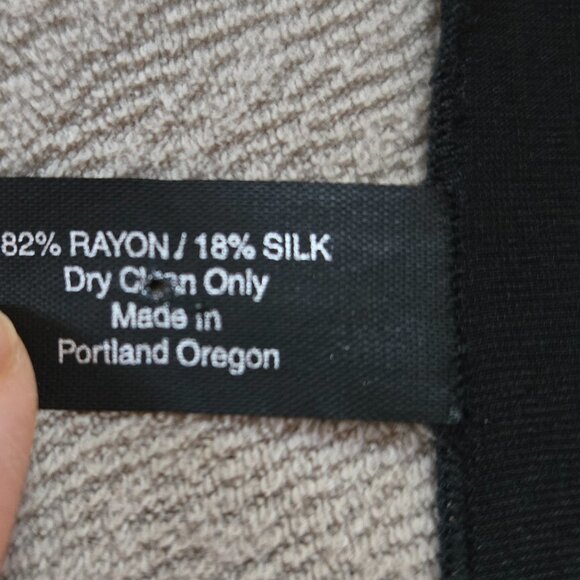 82% RAYON / 18% SILK
Dry Clean Only
Made in
Portland Oregon